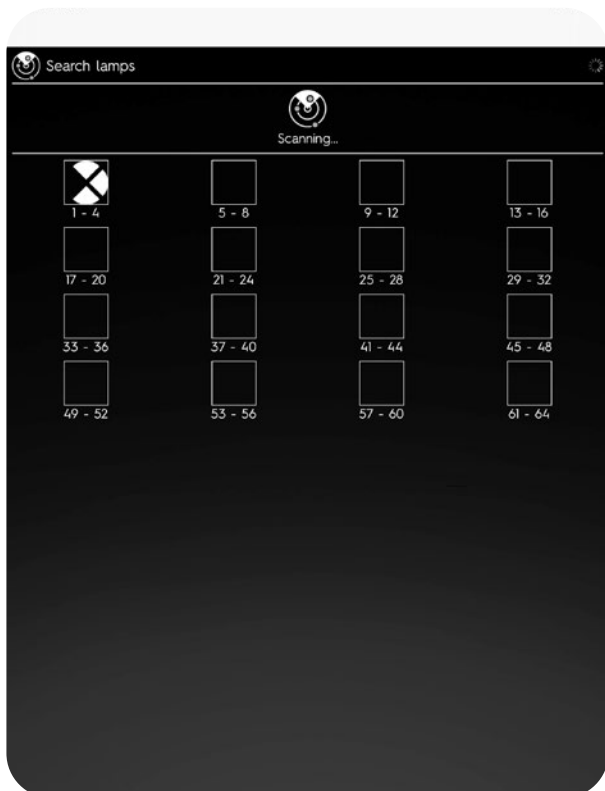 Search lamps
Scanning...
1 - 4
5 - 8
9 - 12
13 - 16
17 - 20
21 - 24
25 - 28
29 - 32
33 - 36
37 - 40
41 - 44
45 - 48
49 - 52
53 - 56
57 - 60
61 - 64